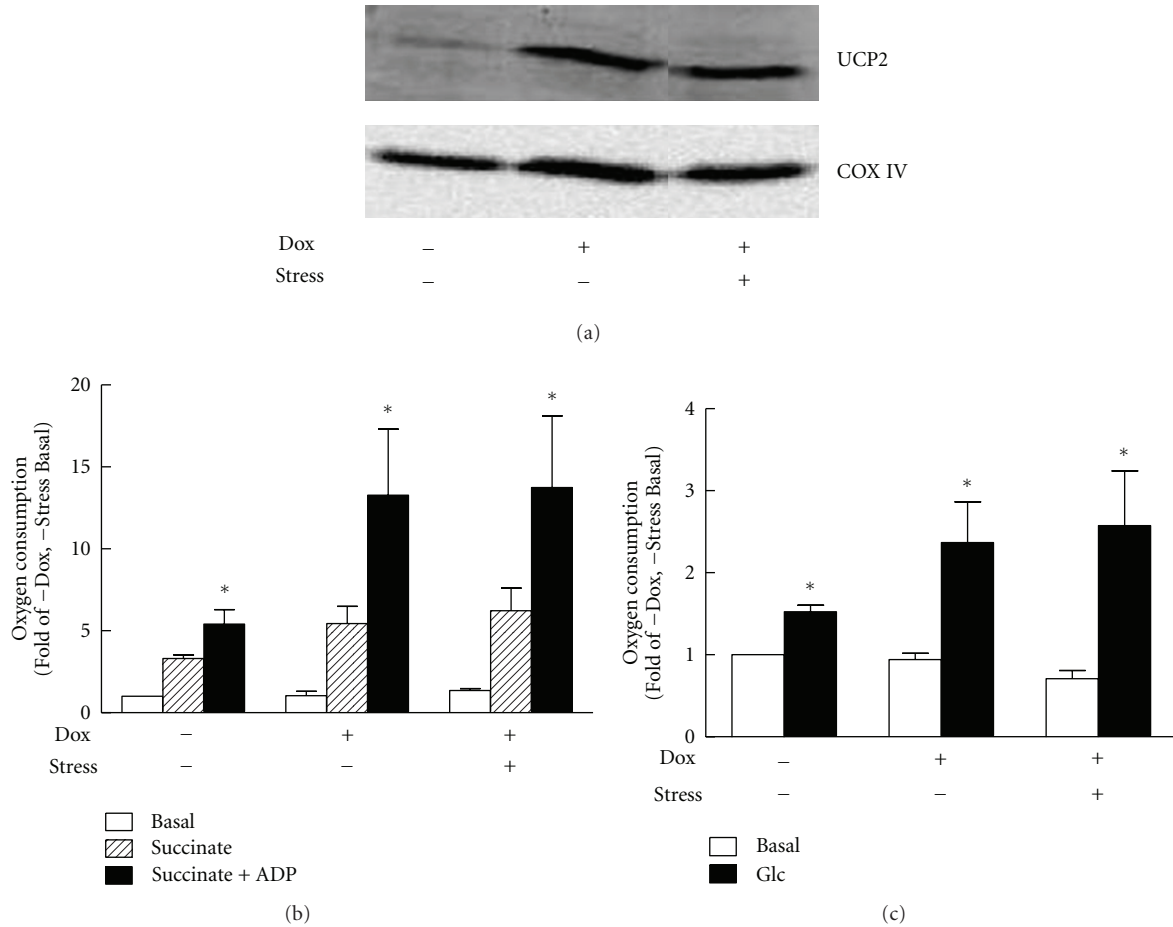 UCP2
COX IV
Dox − + +
Stress − − +
(a)
Oxygen consumption
(Fold of −Dox, −Stress Basal)
20
15
10
5
0
* * *
Dox − + +
Stress − − +
Basal
Succinate
Succinate + ADP
(b)
Oxygen consumption
(Fold of −Dox, −Stress Basal)
4
3
2
1
0
* * *
Dox − + +
Stress − − +
Basal
Glc
(c)